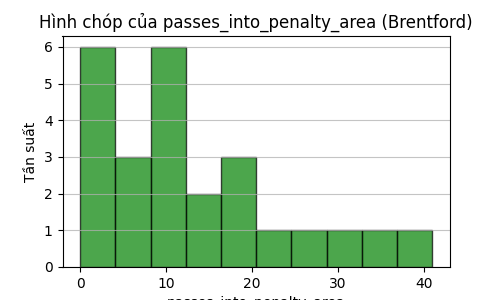 Hình chóp của passes_into_penalty_area (Brentford)
6
5
4
3
2
1
0
Tần suất
0 10 20 30 40
passes_into_penalty_area